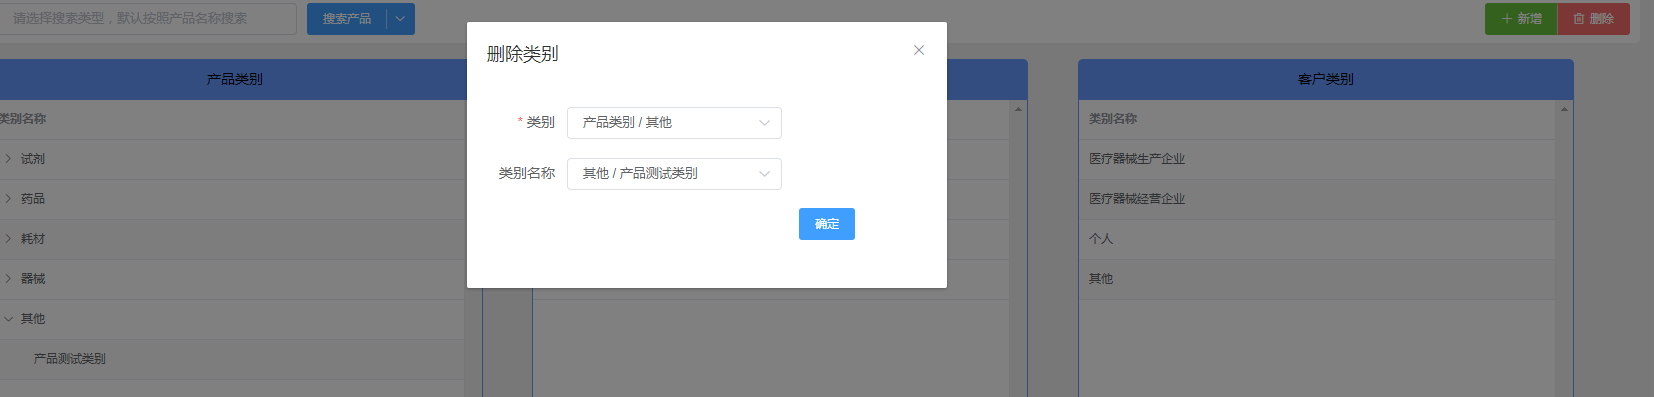 请选择搜索类型，默认按照产品名称搜索
搜索产品
新增
删除
删除类别
* 类别
产品类别 / 其他
类别名称
其他 / 产品测试类别
确定
产品类别
类别名称
试剂
药品
耗材
器械
其他
产品测试类别
客户类别
类别名称
医疗器械生产企业
医疗器械经营企业
个人
其他